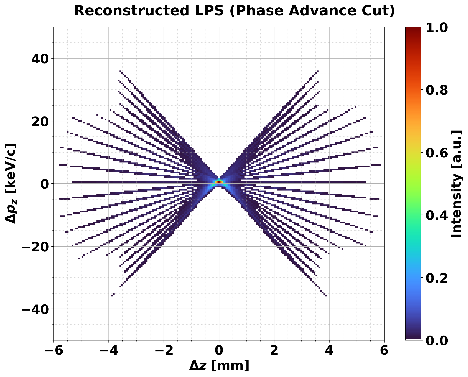 Reconstructed LPS (Phase Advance Cut)
1.0
40
20
0.8
0
0.6
−20
0.4
−40
0.2
0.0
Δp_z [keV/c]
Intensity [a.u.]
−6 −4 −2 0 2 4 6
Δz [mm]